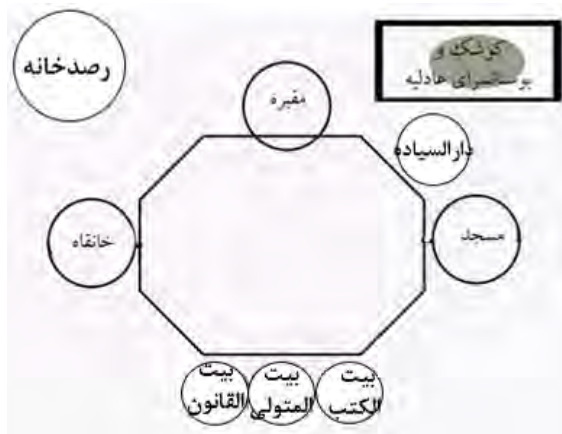 رصدخانه
کوشک و
بوستانسرای عادلیه
مقبره
دارالسیاده
خانقاه
مسجد
بیت
الکتب
بیت
المتولی
بیت
القانون